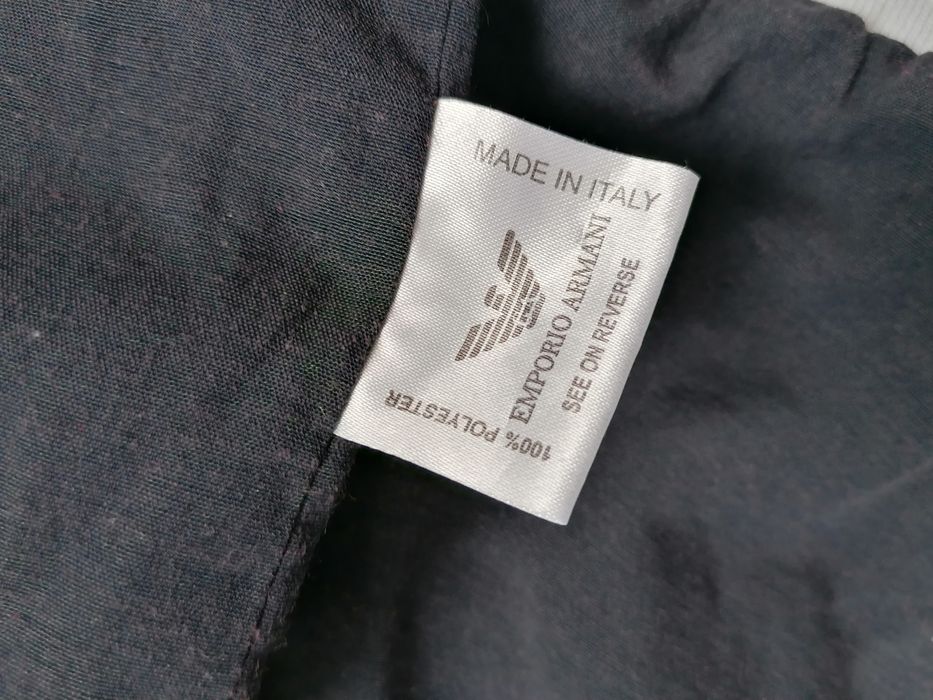 MADE IN ITALY
EMPORIO ARMANI
SEE ON REVERSE
100% POLYESTER